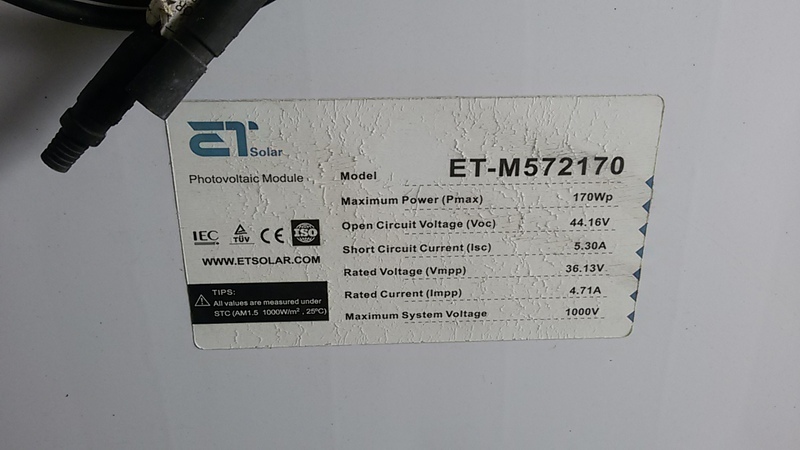 ET Solar
Photovoltaic Module
IEC TÜV CE ISO
WWW.ETSOLAR.COM
TIPS:
All values are measured under
STC (AM1.5 1000W/m², 25ºC)
Model ET-M572170
Maximum Power (Pmax) 170Wp
Open Circuit Voltage (Voc) 44.16V
Short Circuit Current (Isc) 5.30A
Rated Voltage (Vmpp) 36.13V
Rated Current (Impp) 4.71A
Maximum System Voltage 1000V